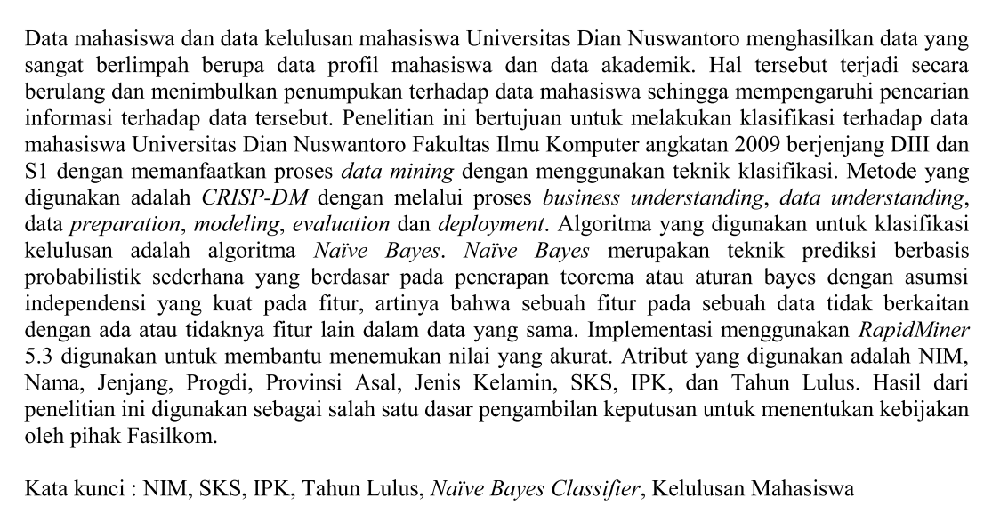 Data mahasiswa dan data kelulusan mahasiswa Universitas Dian Nuswantoro menghasilkan data yang
sangat berlimpah berupa data profil mahasiswa dan data akademik. Hal tersebut terjadi secara
berulang dan menimbulkan penumpukan terhadap data mahasiswa sehingga mempengaruhi pencarian
informasi terhadap data tersebut. Penelitian ini bertujuan untuk melakukan klasifikasi terhadap data
mahasiswa Universitas Dian Nuswantoro Fakultas Ilmu Komputer angkatan 2009 berjenjang DIII dan
S1 dengan memanfaatkan proses data mining dengan menggunakan teknik klasifikasi. Metode yang
digunakan adalah CRISP-DM dengan melalui proses business understanding, data understanding,
data preparation, modeling, evaluation dan deployment. Algoritma yang digunakan untuk klasifikasi
kelulusan adalah algoritma Naïve Bayes. Naïve Bayes merupakan teknik prediksi berbasis
probabilistik sederhana yang berdasar pada penerapan teorema atau aturan bayes dengan asumsi
independensi yang kuat pada fitur, artinya bahwa sebuah fitur pada sebuah data tidak berkaitan
dengan ada atau tidaknya fitur lain dalam data yang sama. Implementasi menggunakan RapidMiner
5.3 digunakan untuk membantu menemukan nilai yang akurat. Atribut yang digunakan adalah NIM,
Nama, Jenjang, Progdi, Provinsi Asal, Jenis Kelamin, SKS, IPK, dan Tahun Lulus. Hasil dari
penelitian ini digunakan sebagai salah satu dasar pengambilan keputusan untuk menentukan kebijakan
oleh pihak Fasilkom.
Kata kunci : NIM, SKS, IPK, Tahun Lulus, Naïve Bayes Classifier, Kelulusan Mahasiswa